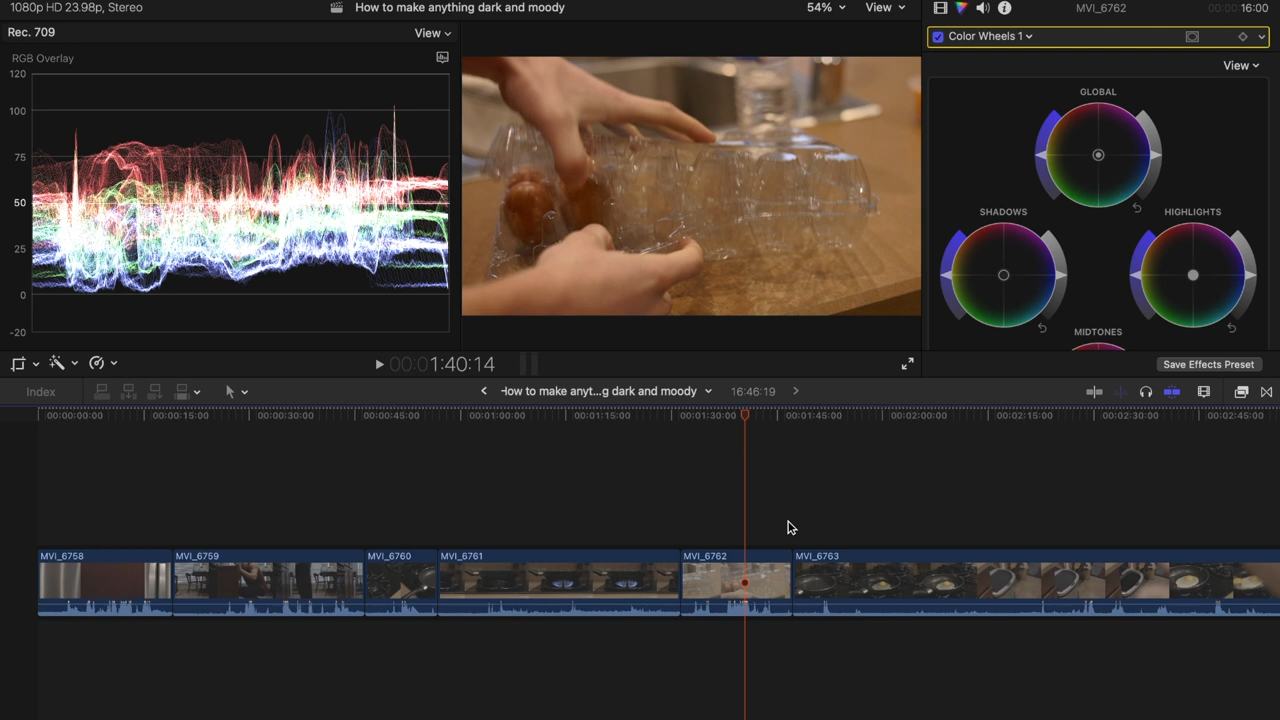 1080p HD 23.98p, Stereo
How to make anything dark and moody
54%
View
MVI_6762
00:00:16:00
Rec. 709
View
Color Wheels 1
View
RGB Overlay
120
100
75
50
25
0
-20
GLOBAL
SHADOWS
HIGHLIGHTS
MIDTONES
00:01:40:14
Save Effects Preset
Index
How to make anyt...g dark and moody
16:46:19
00:00:00:00
00:00:15:00
00:00:30:00
00:00:45:00
00:01:00:00
00:01:15:00
00:01:30:00
00:01:45:00
00:02:00:00
00:02:15:00
00:02:30:00
00:02:45:00
MVI_6758
MVI_6759
MVI_6760
MVI_6761
MVI_6762
MVI_6763